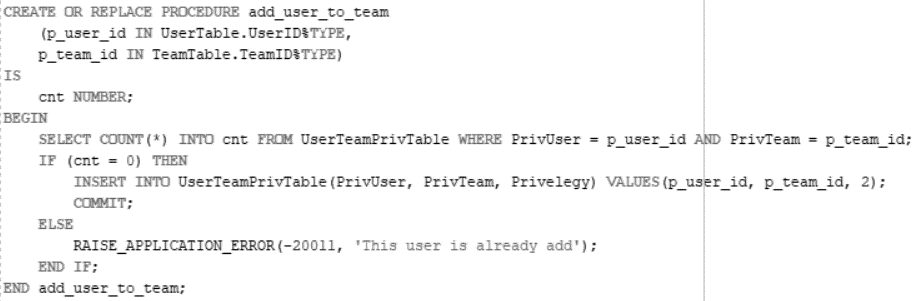 CREATE OR REPLACE PROCEDURE add_user_to_team
(p_user_id IN UserTable.UserID%TYPE,
p_team_id IN TeamTable.TeamID%TYPE)
IS
cnt NUMBER;
BEGIN
SELECT COUNT(*) INTO cnt FROM UserTeamPrivTable WHERE PrivUser = p_user_id AND PrivTeam = p_team_id;
IF (cnt = 0) THEN
INSERT INTO UserTeamPrivTable(PrivUser, PrivTeam, Privelegy) VALUES(p_user_id, p_team_id, 2);
COMMIT;
ELSE
RAISE_APPLICATION_ERROR(-20011, 'This user is already add');
END IF;
END add_user_to_team;